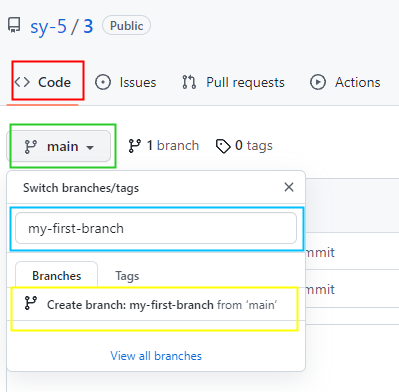 sy-5 / 3 Public
Code Issues Pull requests Actions
main 1 branch 0 tags
Switch branches/tags
my-first-branch
mmit
Branches Tags
Create branch: my-first-branch from ‘main’ mmit
View all branches